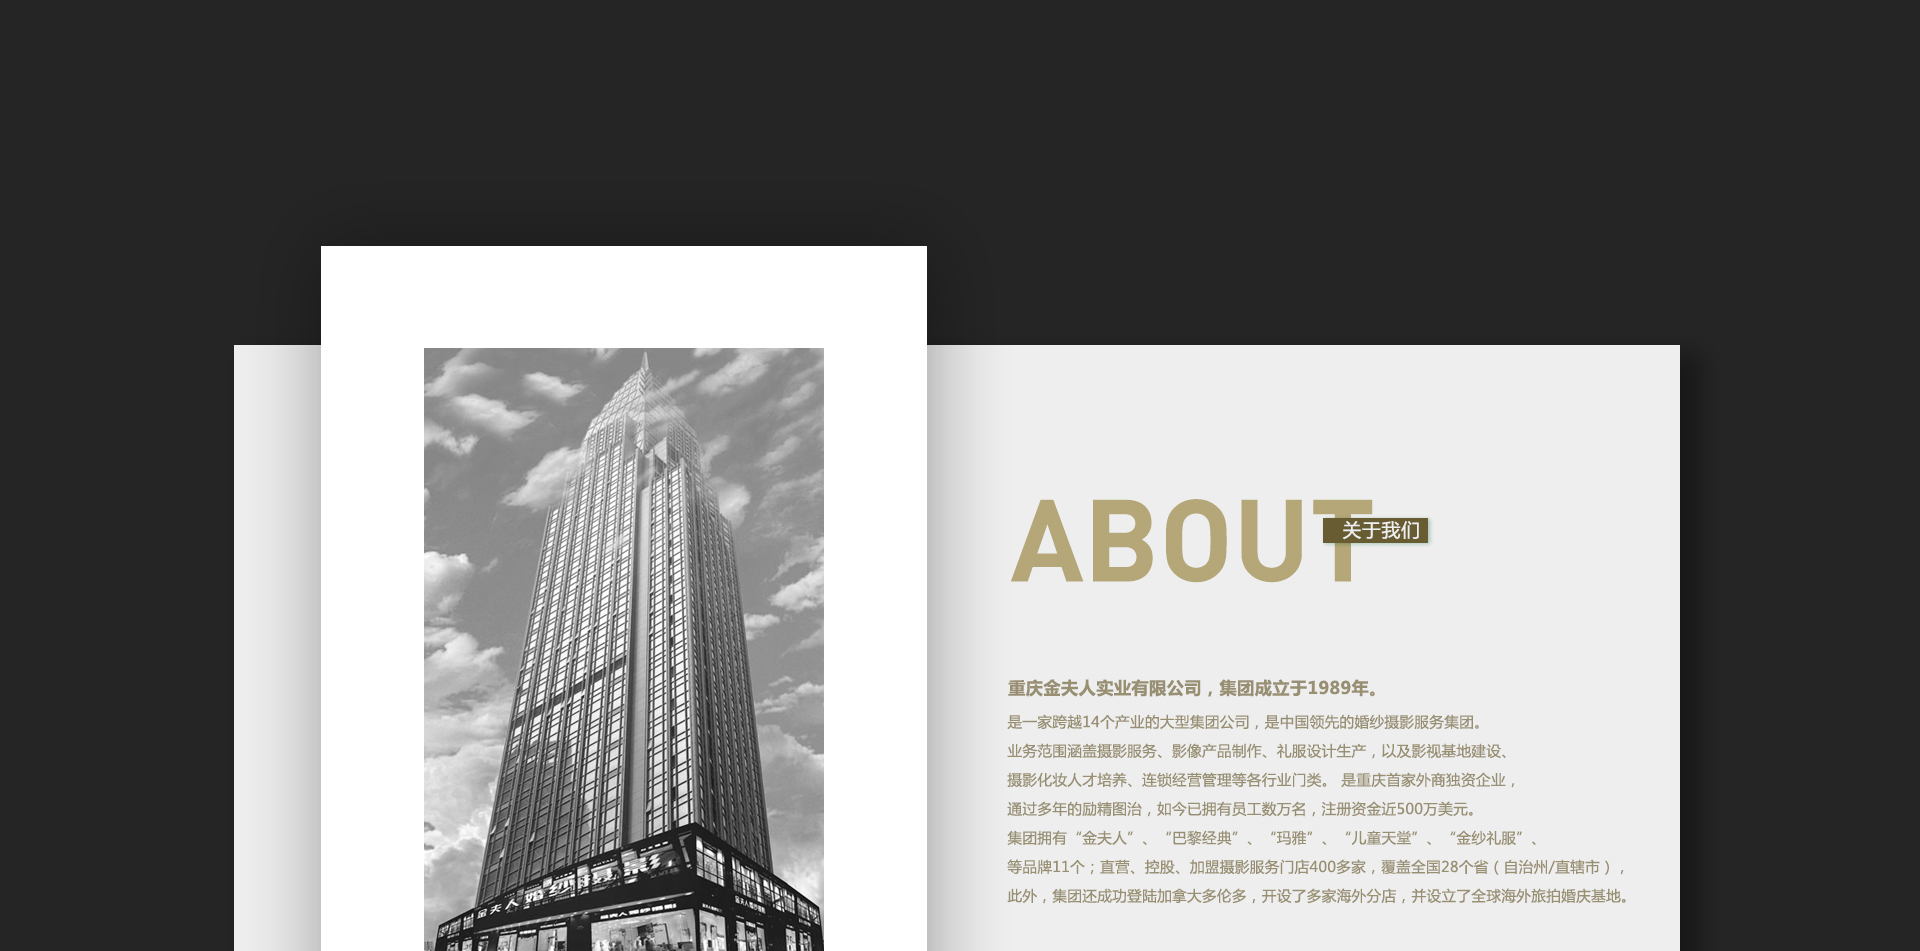 ABOUT
关于我们
重庆金夫人实业有限公司，集团成立于1989年。
是一家跨越14个产业的大型集团公司，是中国领先的婚纱摄影服务集团。
业务范围涵盖摄影服务、影像产品制作、礼服设计生产，以及影视基地建设、
摄影化妆人才培养、连锁经营管理等各行业门类。 是重庆首家外商独资企业，
通过多年的励精图治，如今已拥有员工数万名，注册资金近500万美元。
集团拥有“金夫人”、“巴黎经典”、“玛雅”、“儿童天堂”、“金纱礼服”、
等品牌11个；直营、控股、加盟摄影服务门店400多家，覆盖全国28个省（自治州/直辖市），
此外，集团还成功登陆加拿大多伦多，开设了多家海外分店，并设立了全球海外旅拍婚庆基地。
金夫人婚纱摄影